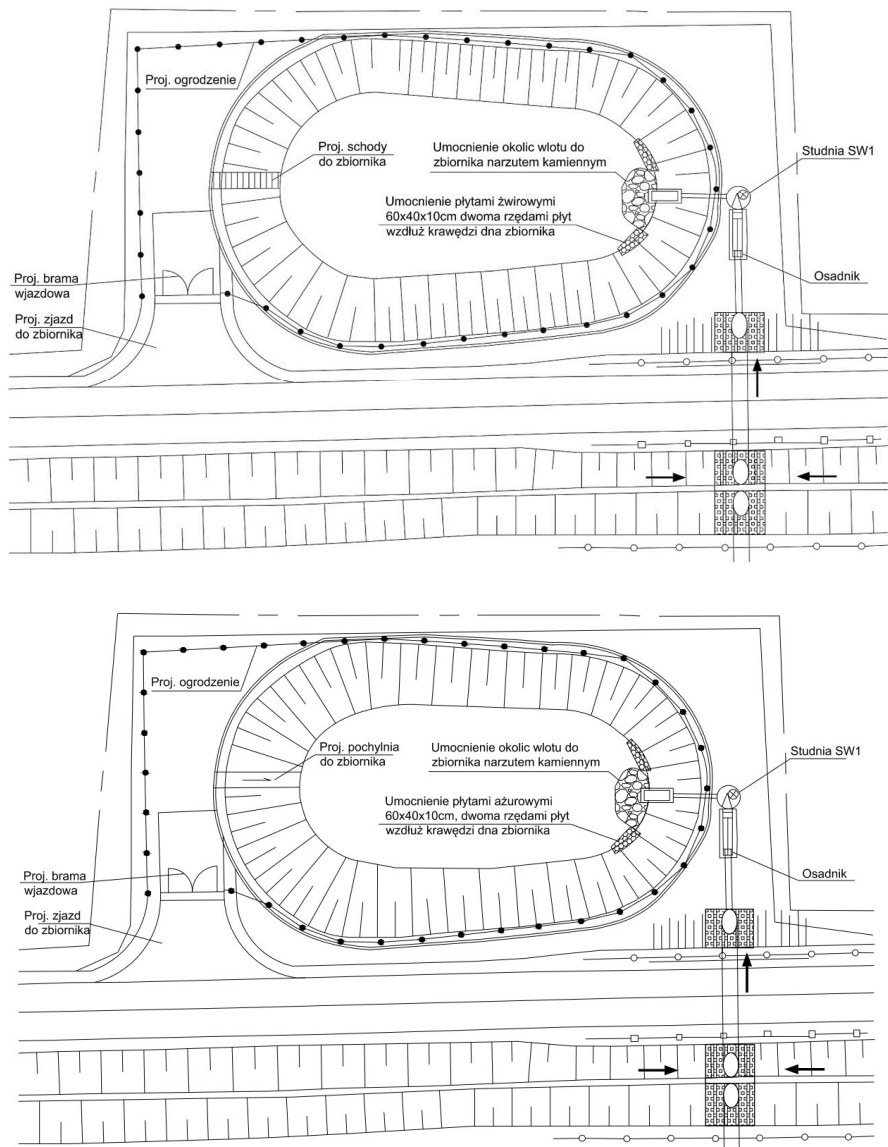 Proj. ogrodzenie
Proj. schody
do zbiornika
Umocnienie okolic wlotu do
zbiornika narzutem kamiennym
Studnia SW1
Umocnienie płytami żwirowymi
60x40x10cm dwoma rzędami płyt
wzdłuż krawędzi dna zbiornika
Proj. brama
wjazdowa
Osadnik
Proj. zjazd
do zbiornika
Proj. ogrodzenie
Proj. pochylnia
do zbiornika
Umocnienie okolic wlotu do
zbiornika narzutem kamiennym
Studnia SW1
Umocnienie płytami ażurowymi
60x40x10cm, dwoma rzędami płyt
wzdłuż krawędzi dna zbiornika
Proj. brama
wjazdowa
Osadnik
Proj. zjazd
do zbiornika